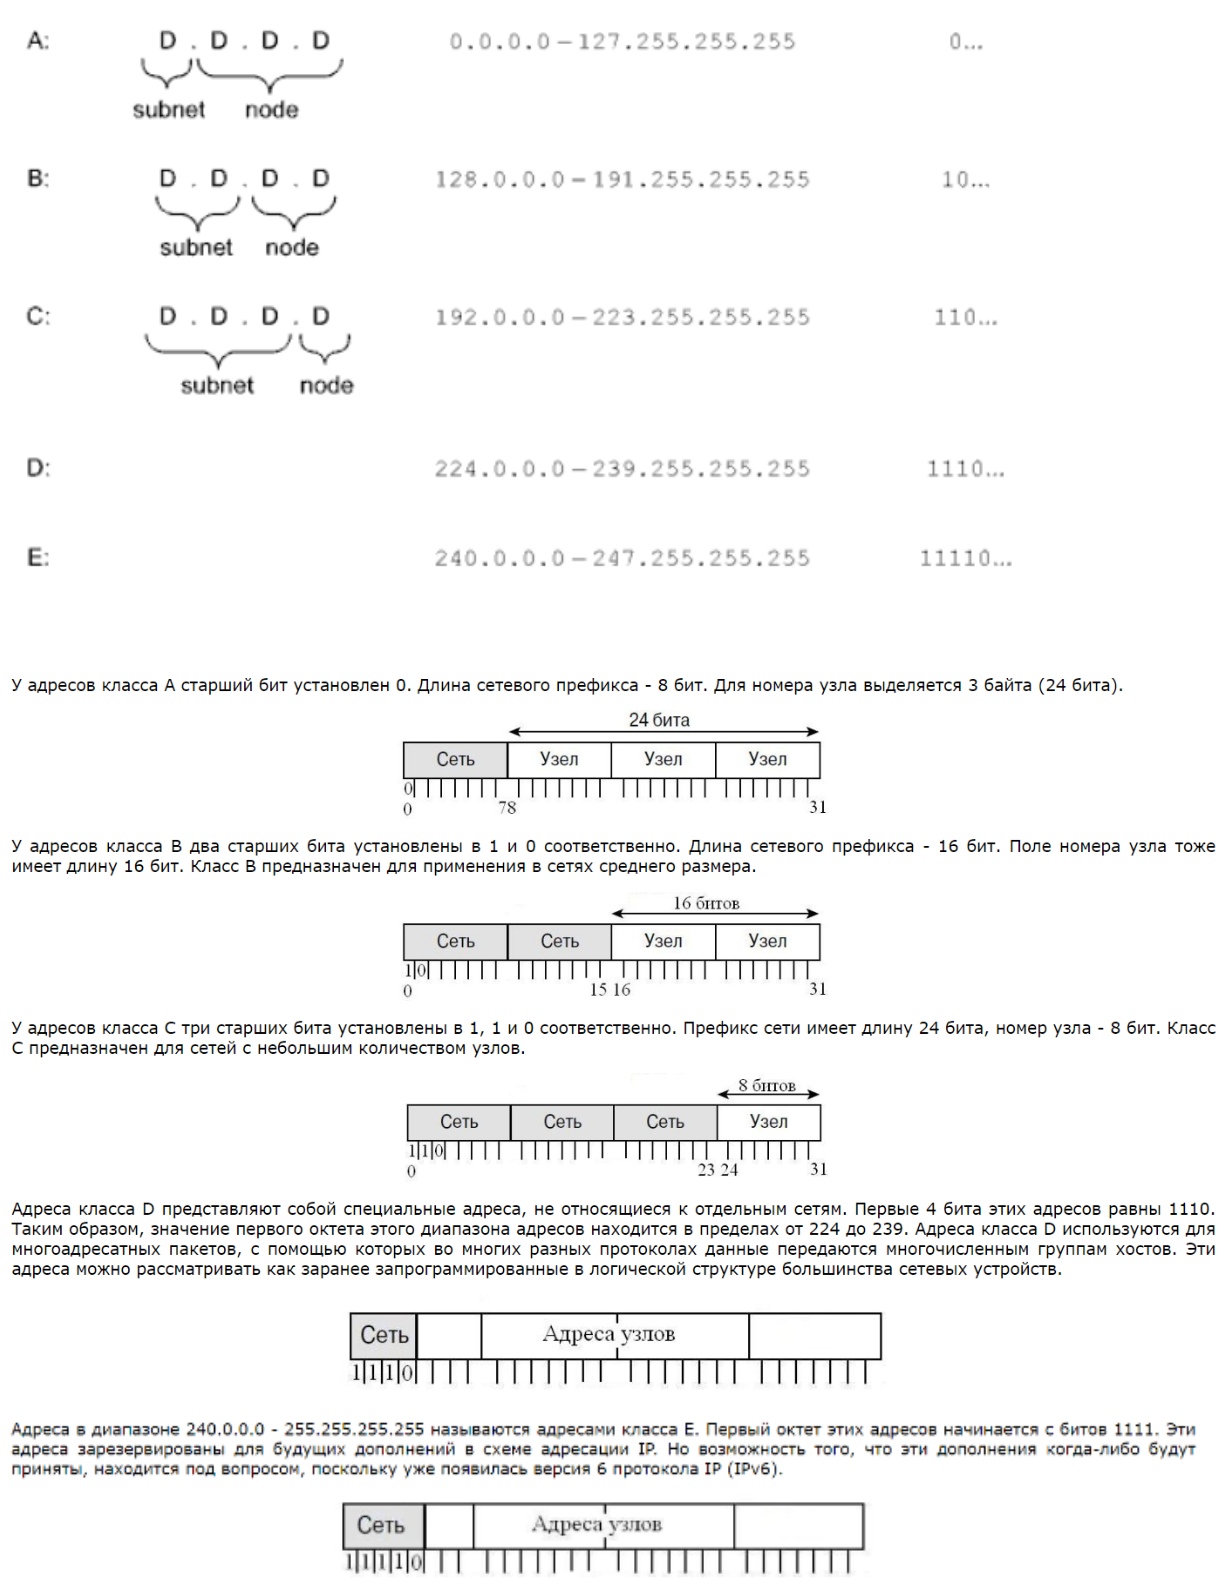 A: D . D . D . D 0.0.0.0 – 127.255.255.255 0...
subnet node
B: D . D . D . D 128.0.0.0 – 191.255.255.255 10...
subnet node
C: D . D . D . D 192.0.0.0 – 223.255.255.255 110...
subnet node
D: 224.0.0.0 – 239.255.255.255 1110...
E: 240.0.0.0 – 247.255.255.255 11110...
У адресов класса A старший бит установлен 0. Длина сетевого префикса - 8 бит. Для номера узла выделяется 3 байта (24 бита).
24 бита
Сеть Узел Узел Узел
0
0 78 31
У адресов класса B два старших бита установлены в 1 и 0 соответственно. Длина сетевого префикса - 16 бит. Поле номера узла тоже
имеет длину 16 бит. Класс B предназначен для применения в сетях среднего размера.
16 битов
Сеть Сеть Узел Узел
1 0
0 15 16 31
У адресов класса C три старших бита установлены в 1, 1 и 0 соответственно. Префикс сети имеет длину 24 бита, номер узла - 8 бит. Класс
C предназначен для сетей с небольшим количеством узлов.
8 битов
Сеть Сеть Сеть Узел
1 1 0
0 23 24 31
Адреса класса D представляют собой специальные адреса, не относящиеся к отдельным сетям. Первые 4 бита этих адресов равны 1110.
Таким образом, значение первого октета этого диапазона адресов находится в пределах от 224 до 239. Адреса класса D используются для
многоадресатных пакетов, с помощью которых во многих разных протоколах данные передаются многочисленным группам хостов. Эти
адреса можно рассматривать как заранее запрограммированные в логической структуре большинства сетевых устройств.
Сеть Адреса узлов
1 1 1 0
Адреса в диапазоне 240.0.0.0 - 255.255.255.255 называются адресами класса E. Первый октет этих адресов начинается с битов 1111. Эти
адреса зарезервированы для будущих дополнений в схеме адресации IP. Но возможность того, что эти дополнения когда-либо будут
приняты, находится под вопросом, поскольку уже появилась версия 6 протокола IP (IPv6).
Сеть Адреса узлов
1 1 1 1 0